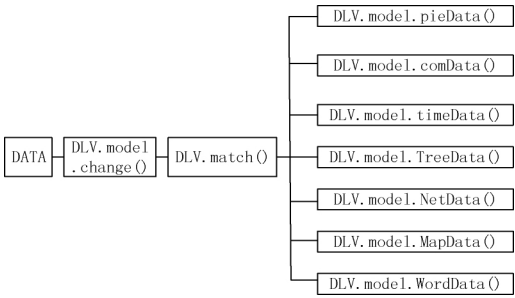 DATA
DLV.model
.change()
DLV.match()
DLV.model.pieData()
DLV.model.comData()
DLV.model.timeData()
DLV.model.TreeData()
DLV.model.NetData()
DLV.model.MapData()
DLV.model.WordData()